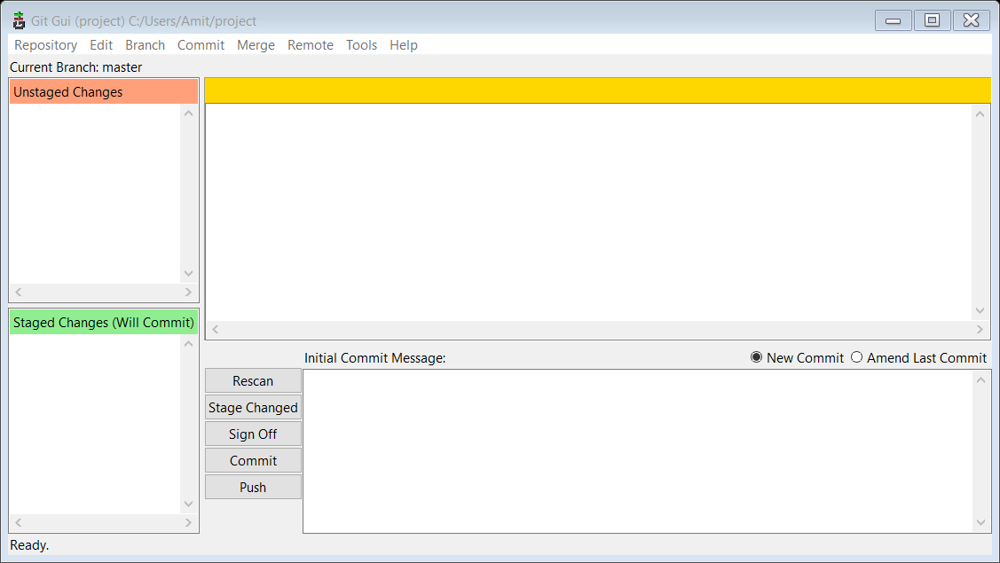 Git Gui (project) C:/Users/Amit/project
Repository Edit Branch Commit Merge Remote Tools Help
Current Branch: master
Unstaged Changes
Staged Changes (Will Commit)
Initial Commit Message:
New Commit Amend Last Commit
Rescan
Stage Changed
Sign Off
Commit
Push
Ready.